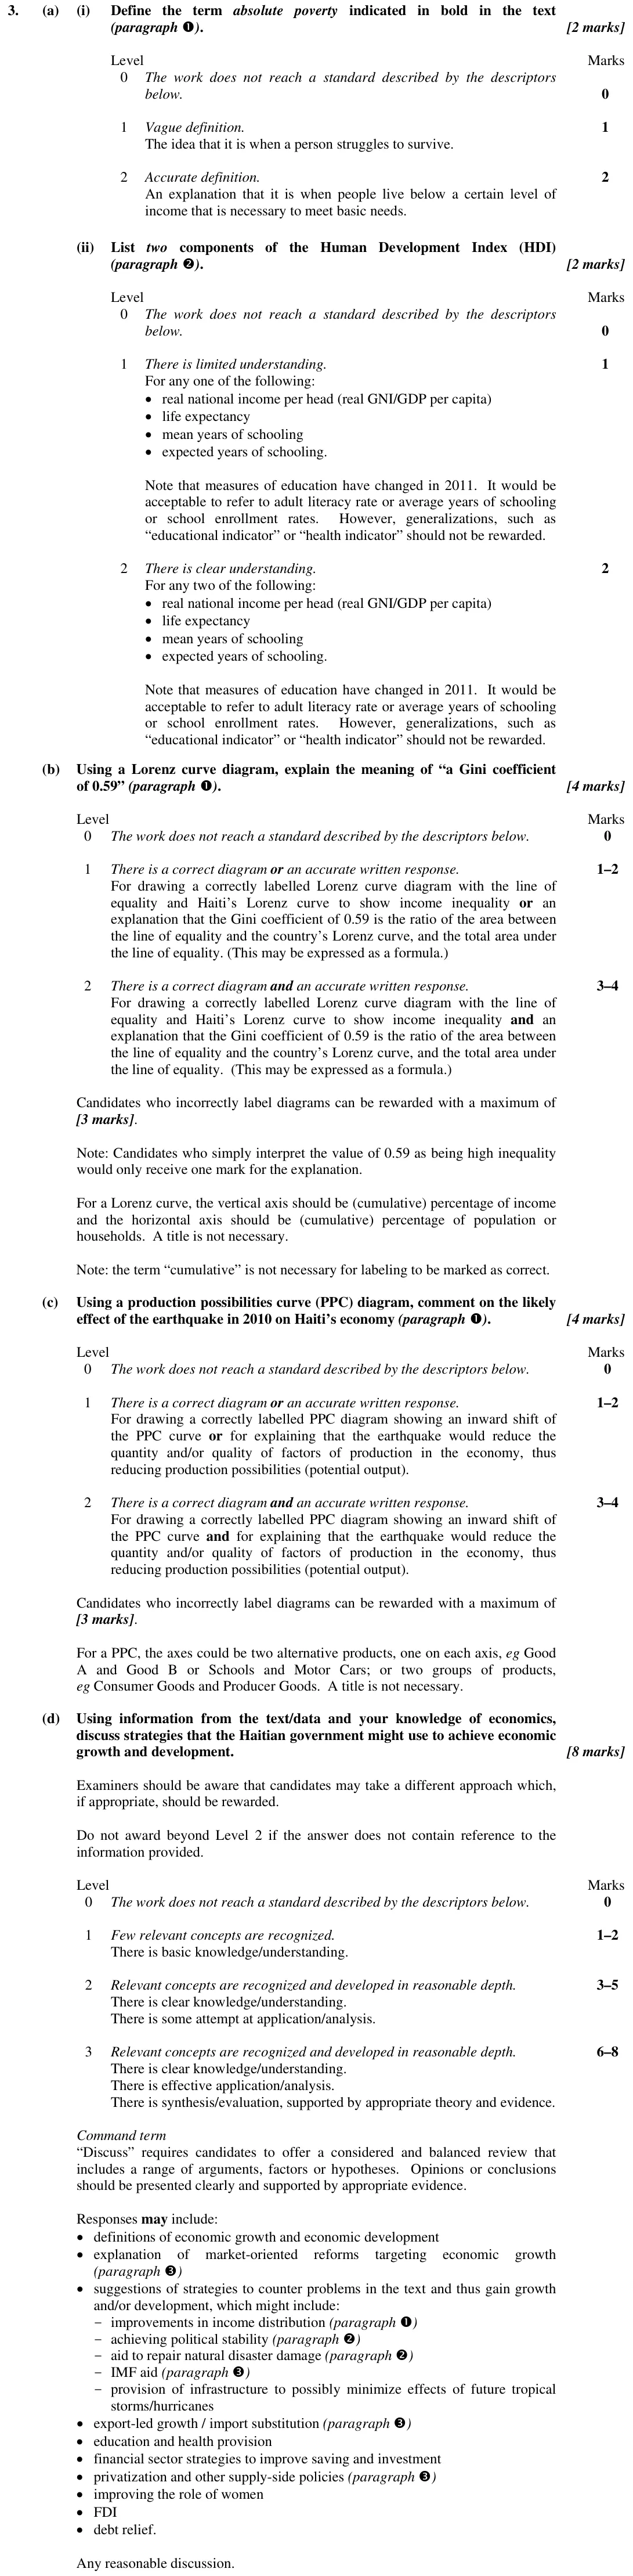 3. (a) (i) Define the term absolute poverty indicated in bold in the text
(paragraph ❶). [2 marks]
Level Marks
0 The work does not reach a standard described by the descriptors
below. 0
1 Vague definition. 1
The idea that it is when a person struggles to survive.
2 Accurate definition. 2
An explanation that it is when people live below a certain level of
income that is necessary to meet basic needs.
(ii) List two components of the Human Development Index (HDI)
(paragraph ❷). [2 marks]
Level Marks
0 The work does not reach a standard described by the descriptors
below. 0
1 There is limited understanding. 1
For any one of the following:
• real national income per head (real GNI/GDP per capita)
• life expectancy
• mean years of schooling
• expected years of schooling.
Note that measures of education have changed in 2011. It would be
acceptable to refer to adult literacy rate or average years of schooling
or school enrollment rates. However, generalizations, such as
“educational indicator” or “health indicator” should not be rewarded.
2 There is clear understanding. 2
For any two of the following:
• real national income per head (real GNI/GDP per capita)
• life expectancy
• mean years of schooling
• expected years of schooling.
Note that measures of education have changed in 2011. It would be
acceptable to refer to adult literacy rate or average years of schooling
or school enrollment rates. However, generalizations, such as
“educational indicator” or “health indicator” should not be rewarded.
(b) Using a Lorenz curve diagram, explain the meaning of “a Gini coefficient
of 0.59” (paragraph ❶). [4 marks]
Level Marks
0 The work does not reach a standard described by the descriptors below. 0
1 There is a correct diagram or an accurate written response. 1–2
For drawing a correctly labelled Lorenz curve diagram with the line of
equality and Haiti’s Lorenz curve to show income inequality or an
explanation that the Gini coefficient of 0.59 is the ratio of the area between
the line of equality and the country’s Lorenz curve, and the total area under
the line of equality. (This may be expressed as a formula.)
2 There is a correct diagram and an accurate written response. 3–4
For drawing a correctly labelled Lorenz curve diagram with the line of
equality and Haiti’s Lorenz curve to show income inequality and an
explanation that the Gini coefficient of 0.59 is the ratio of the area between
the line of equality and the country’s Lorenz curve, and the total area under
the line of equality. (This may be expressed as a formula.)
Candidates who incorrectly label diagrams can be rewarded with a maximum of
[3 marks].
Note: Candidates who simply interpret the value of 0.59 as being high inequality
would only receive one mark for the explanation.
For a Lorenz curve, the vertical axis should be (cumulative) percentage of income
and the horizontal axis should be (cumulative) percentage of population or
households. A title is not necessary.
Note: the term “cumulative” is not necessary for labeling to be marked as correct.
(c) Using a production possibilities curve (PPC) diagram, comment on the likely
effect of the earthquake in 2010 on Haiti’s economy (paragraph ❶). [4 marks]
Level Marks
0 The work does not reach a standard described by the descriptors below. 0
1 There is a correct diagram or an accurate written response. 1–2
For drawing a correctly labelled PPC diagram showing an inward shift of
the PPC curve or for explaining that the earthquake would reduce the
quantity and/or quality of factors of production in the economy, thus
reducing production possibilities (potential output).
2 There is a correct diagram and an accurate written response. 3–4
For drawing a correctly labelled PPC diagram showing an inward shift of
the PPC curve and for explaining that the earthquake would reduce the
quantity and/or quality of factors of production in the economy, thus
reducing production possibilities (potential output).
Candidates who incorrectly label diagrams can be rewarded with a maximum of
[3 marks].
For a PPC, the axes could be two alternative products, one on each axis, eg Good
A and Good B or Schools and Motor Cars; or two groups of products,
eg Consumer Goods and Producer Goods. A title is not necessary.
(d) Using information from the text/data and your knowledge of economics,
discuss strategies that the Haitian government might use to achieve economic
growth and development. [8 marks]
Examiners should be aware that candidates may take a different approach which,
if appropriate, should be rewarded.
Do not award beyond Level 2 if the answer does not contain reference to the
information provided.
Level Marks
0 The work does not reach a standard described by the descriptors below. 0
1 Few relevant concepts are recognized. 1–2
There is basic knowledge/understanding.
2 Relevant concepts are recognized and developed in reasonable depth. 3–5
There is clear knowledge/understanding.
There is some attempt at application/analysis.
3 Relevant concepts are recognized and developed in reasonable depth. 6–8
There is clear knowledge/understanding.
There is effective application/analysis.
There is synthesis/evaluation, supported by appropriate theory and evidence.
Command term
“Discuss” requires candidates to offer a considered and balanced review that
includes a range of arguments, factors or hypotheses. Opinions or conclusions
should be presented clearly and supported by appropriate evidence.
Responses may include:
• definitions of economic growth and economic development
• explanation of market-oriented reforms targeting economic growth
(paragraph ❸)
• suggestions of strategies to counter problems in the text and thus gain growth
and/or development, which might include:
– improvements in income distribution (paragraph ❶)
– achieving political stability (paragraph ❷)
– aid to repair natural disaster damage (paragraph ❷)
– IMF aid (paragraph ❸)
– provision of infrastructure to possibly minimize effects of future tropical
storms/hurricanes
• export-led growth / import substitution (paragraph ❸)
• education and health provision
• financial sector strategies to improve saving and investment
• privatization and other supply-side policies (paragraph ❸)
• improving the role of women
• FDI
• debt relief.
Any reasonable discussion.